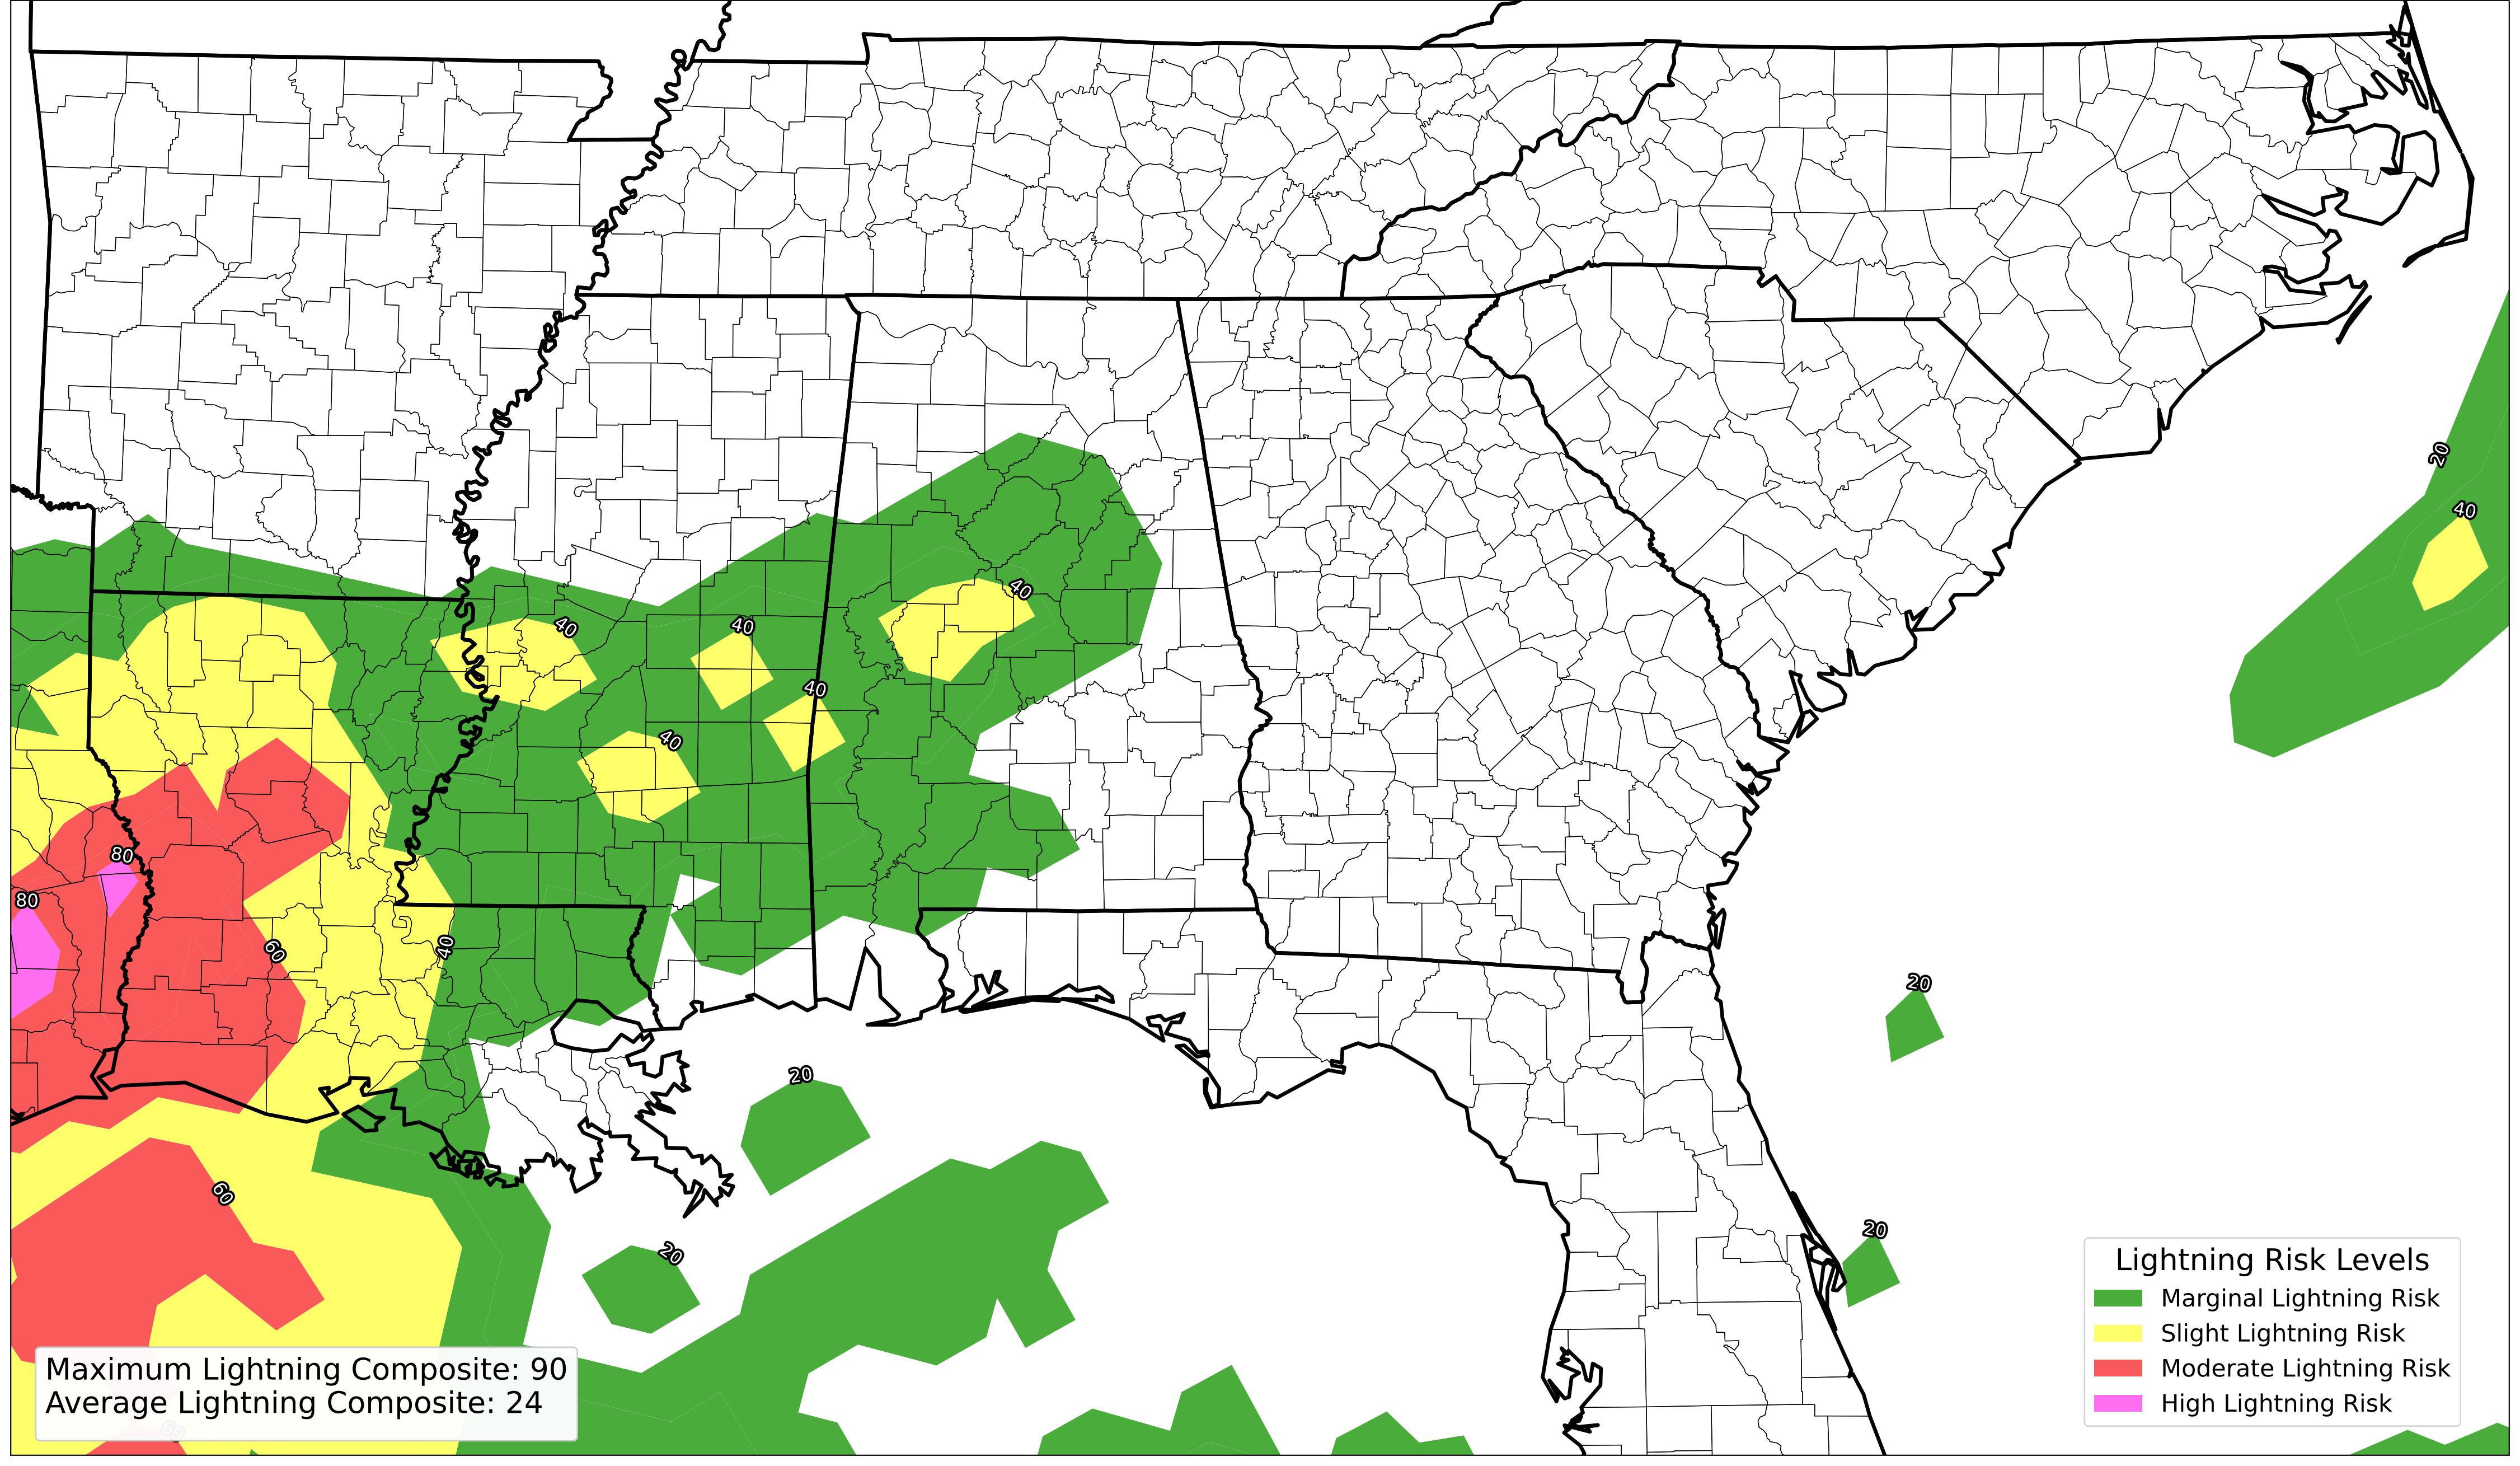 20
40
40
40
40
40
40
80
80
60
40
20
20
60
20
20
Lightning Risk Levels
Marginal Lightning Risk
Slight Lightning Risk
Moderate Lightning Risk
High Lightning Risk
Maximum Lightning Composite: 90
Average Lightning Composite: 24
60